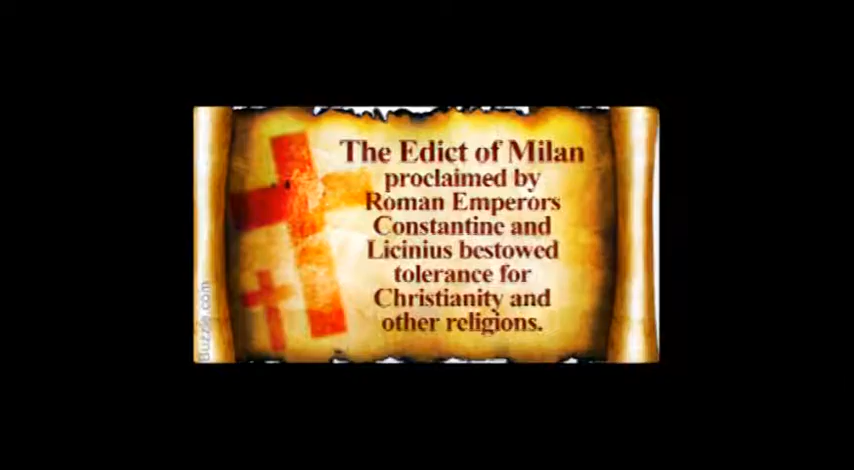 The Edict of Milan
proclaimed by
Roman Emperors
Constantine and
Licinius bestowed
tolerance for
Christianity and
other religions.
Buzzle.com